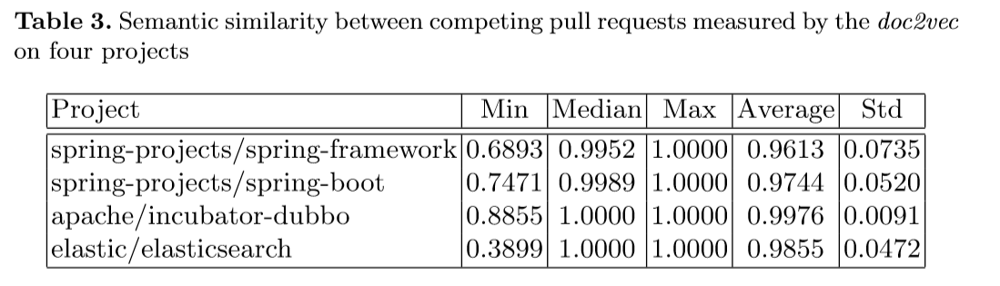 Table 3. Semantic similarity between competing pull requests measured by the doc2vec
on four projects
Project Min Median Max Average Std
spring-projects/spring-framework 0.6893 0.9952 1.0000 0.9613 0.0735
spring-projects/spring-boot 0.7471 0.9989 1.0000 0.9744 0.0520
apache/incubator-dubbo 0.8855 1.0000 1.0000 0.9976 0.0091
elastic/elasticsearch 0.3899 1.0000 1.0000 0.9855 0.0472